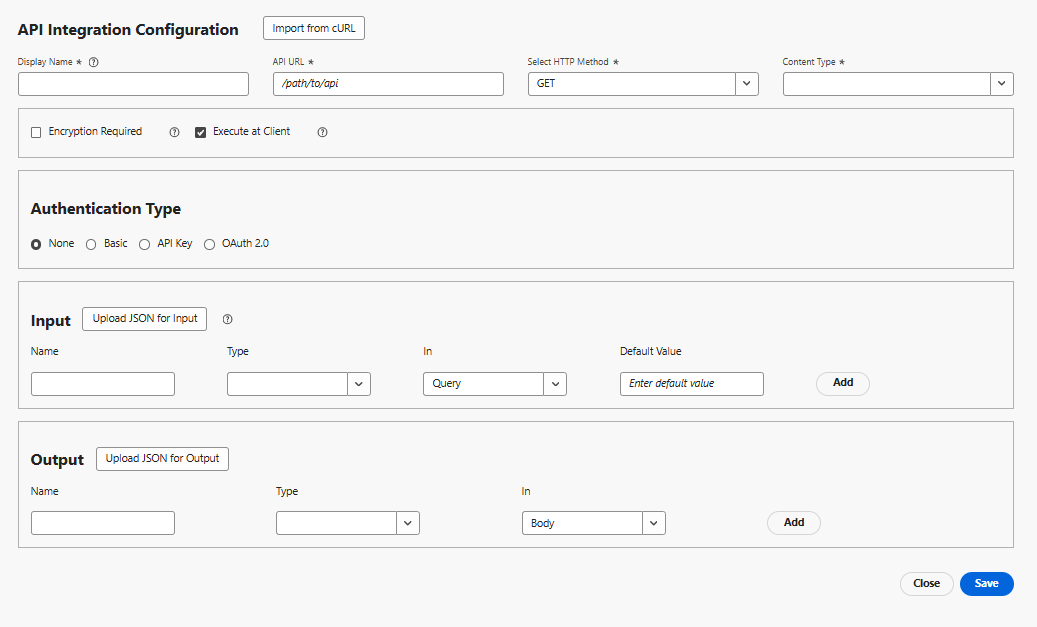 API Integration Configuration Import from cURL
Display Name * API URL * Select HTTP Method * Content Type *
/path/to/api GET
Encryption Required Execute at Client
Authentication Type
None Basic API Key OAuth 2.0
Input Upload JSON for Input
Name Type In Default Value
Query Enter default value Add
Output Upload JSON for Output
Name Type In
Body Add
Close Save